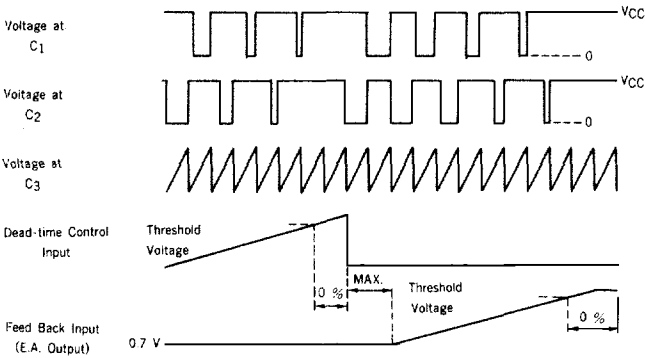 Voltage at
C1
VCC
0
Voltage at
C2
VCC
0
Voltage at
C3
Dead-time Control
Input
Threshold
Voltage
0 %
MAX.
Threshold
Voltage
0 %
Feed Back Input
(E.A. Output)
0.7 V